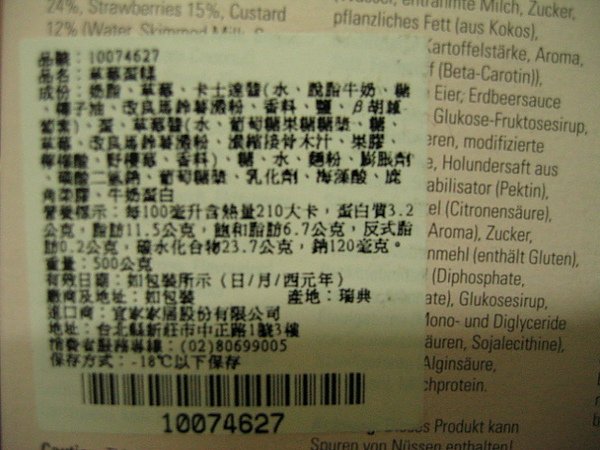 24%, Strawberries 15%, Custard
12% (Water, Skimmed Milk, S
品號：10074627
品名：草莓蛋糕
成份：奶脂、草莓、卡士達醬(水、脫脂牛奶、糖
、椰子油、改良馬鈴薯澱粉、香料、鹽、β胡蘿
蔔素)、蛋、草莓醬(水、葡萄糖果糖糖漿、糖、
草莓、改良馬鈴薯澱粉、濃縮接骨木汁、果膠、
檸檬酸、野櫻莓、香料)、糖、水、麵粉、膨脹劑
、碳酸二氫鈉、葡萄糖漿、乳化劑、海藻酸、鹿
角菜膠、牛奶蛋白
營養標示：每100毫升含熱量210大卡，蛋白質3.2
公克，脂肪11.5公克，飽和脂肪6.7公克，反式脂
肪0.2公克，碳水化合物23.7公克，鈉120毫克。
重量：500公克
有效日期：如包裝所示（日/月/西元年）
廠商及地址：如包裝 產地：瑞典
進口商：宜家家居股份有限公司
地址：台北縣新莊市中正路1號3樓
消費者服務專線：(02)80699005
保存方式：-18℃以下保存
10074627
(Wasser, entrahmte Milch, Zucker,
pflanzliches Fett (aus Kokos),
Kartoffelstärke, Aroma,
f (Beta-Carotin)),
Eier, Erdbeersauce
Glukose-Fruktosesirup,
eren, modifizierte
e, Holundersaft aus
abilisator (Pektin),
el (Citronensäure),
Aroma), Zucker,
nmehl (enthält Gluten),
(Diphosphate,
ate), Glukosesirup,
Mono- und Diglyceride
äuren, Sojalecithine),
Alginsäure,
chprotein.
Dieses Produkt kann
Spuren von Nüssen enthalten!